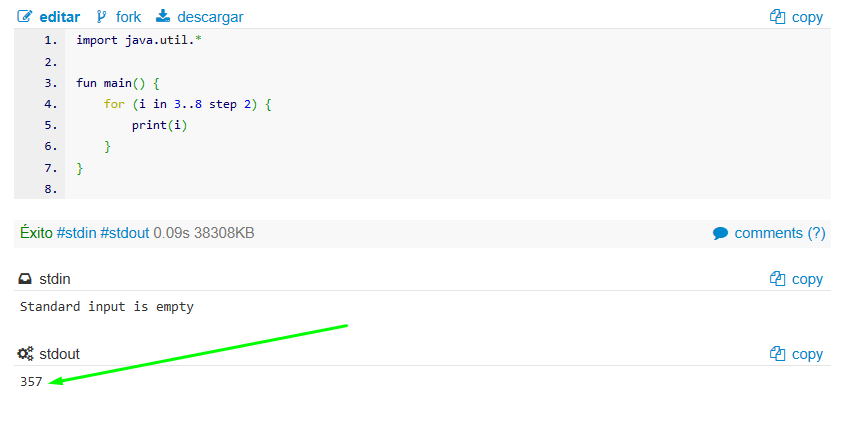 editar fork descargar copy
1. import java.util.*
2.
3. fun main() {
4.     for (i in 3..8 step 2) {
5.         print(i)
6.     }
7. }
8.
Éxito #stdin #stdout 0.09s 38308KB comments (?)
stdin copy
Standard input is empty
stdout copy
357